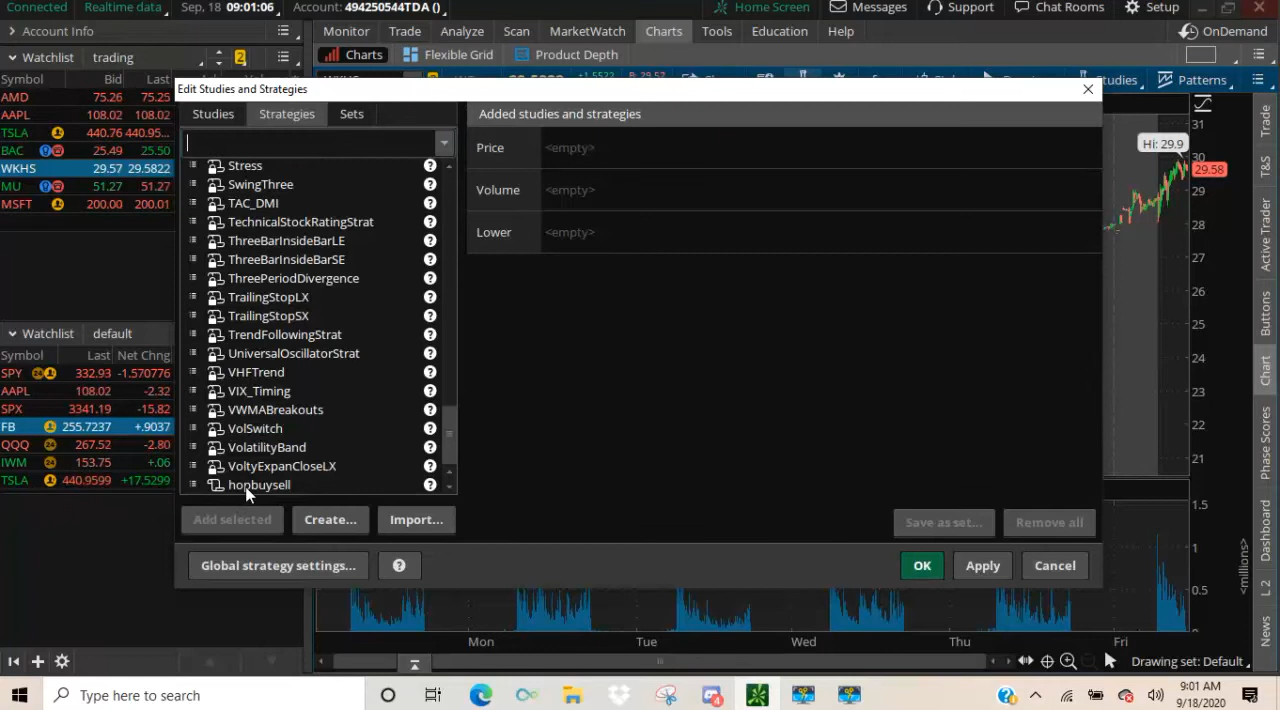 Connected Realtime data Sep, 18 09:01:06 Account: 494250544TDA () Home Screen Messages Support Chat Rooms Setup
Account Info
Monitor Trade Analyze Scan MarketWatch Charts Tools Education Help OnDemand
Watchlist trading 2
Charts Flexible Grid Product Depth
Symbol Bid Last
AMD 75.26 75.25
AAPL 108.02 108.02
TSLA 440.76 440.95...
BAC 25.49 25.50
WKHS 29.57 29.5822
MU 51.27 51.27
MSFT 200.00 200.01
Watchlist default
Symbol Last Net Chng
SPY 24 332.93 -1.570776
AAPL 108.02 -2.32
SPX 3341.19 -15.82
FB 255.7237 +.9037
QQQ 24 267.52 -2.80
IWM 24 153.75 +.06
TSLA 440.9599 +17.5299
Edit Studies and Strategies
Studies Strategies Sets
Stress ?
SwingThree ?
TAC_DMI ?
TechnicalStockRatingStrat ?
ThreeBarInsideBarLE ?
ThreeBarInsideBarSE ?
ThreePeriodDivergence ?
TrailingStopLX ?
TrailingStopSX ?
TrendFollowingStrat ?
UniversalOscillatorStrat ?
VHFTrend ?
VIX_Timing ?
VWMABreakouts ?
VolSwitch ?
VolatilityBand ?
VoltyExpanCloseLX ?
honbuysell ?
Add selected Create... Import...
Added studies and strategies
Price <empty>
Volume <empty>
Lower <empty>
Save as set... Remove all
Global strategy settings... ? OK Apply Cancel
Studies Patterns
Hi: 29.9
31
30
29.58
29
28
27
26
25
24
23
22
21
1.5
1
0.5
<millions>
Mon Tue Wed Thu Fri
Trade
T&S
Active Trader
Buttons
Chart
Phase Scores
Dashboard
L2
News
Drawing set: Default
Type here to search
4
9:01 AM
9/18/2020